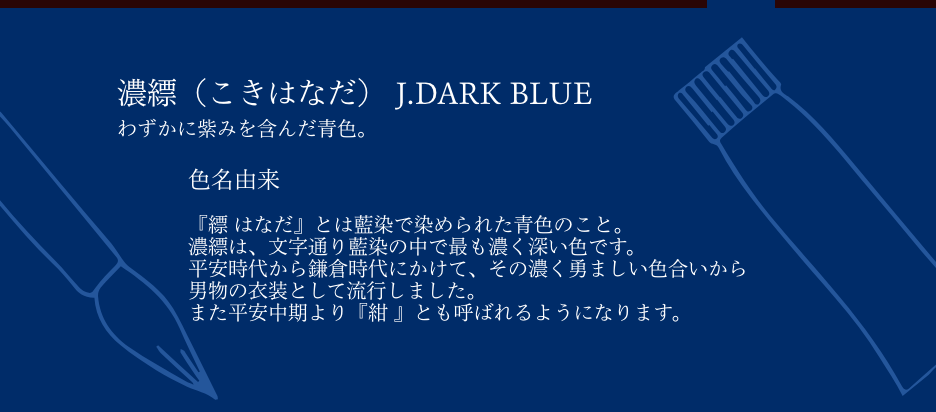 濃縹（こきはなだ） J.DARK BLUE
わずかに紫みを含んだ青色。
色名由来
『縹 はなだ』とは藍染で染められた青色のこと。
濃縹は、文字通り藍染の中で最も濃く深い色です。
平安時代から鎌倉時代にかけて、その濃く勇ましい色合いから
男物の衣装として流行しました。
また平安中期より『紺 』とも呼ばれるようになります。